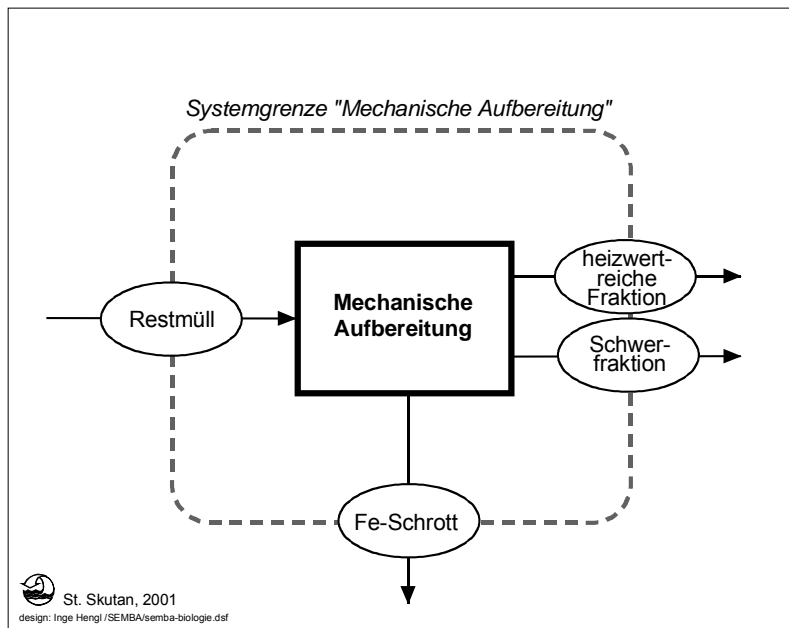 Systemgrenze "Mechanische Aufbereitung"
heizwert-
reiche
Fraktion
Mechanische
Aufbereitung
Restmüll
Schwer-
fraktion
Fe-Schrott
St. Skutan, 2001
design: Inge Hengl /SEMBA/semba-biologie.dsf